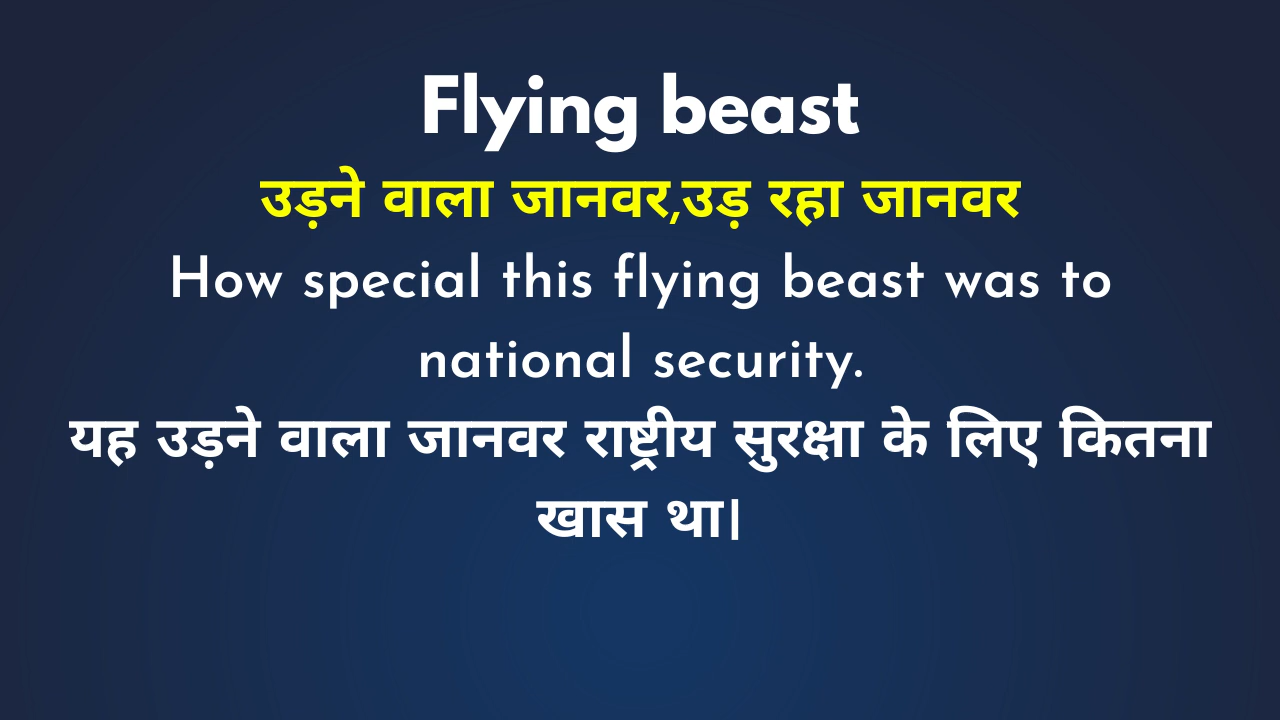 Flying beast
उड़ने वाला जानवर,उड़ रहा जानवर
How special this flying beast was to
national security.
यह उड़ने वाला जानवर राष्ट्रीय सुरक्षा के लिए कितना
खास था।